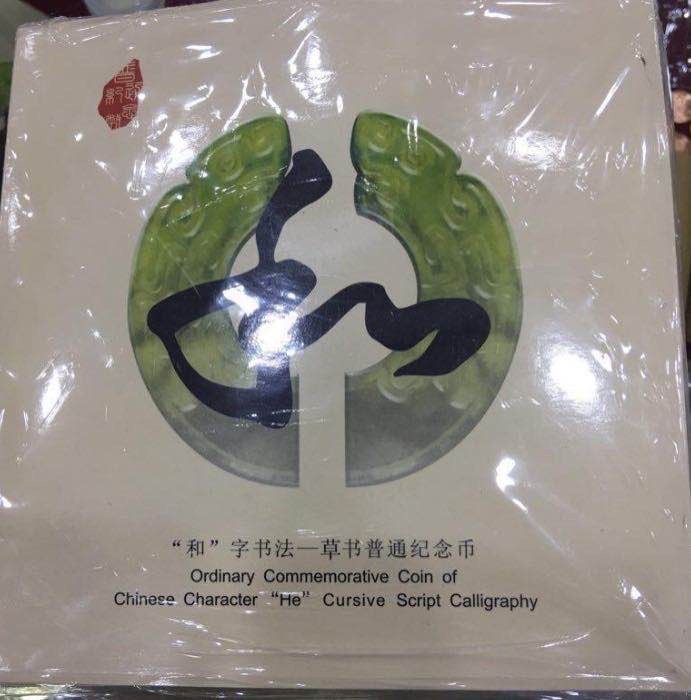 和
“和”字书法—草书普通纪念币
Ordinary Commemorative Coin of
Chinese Character “He” Cursive Script Calligraphy